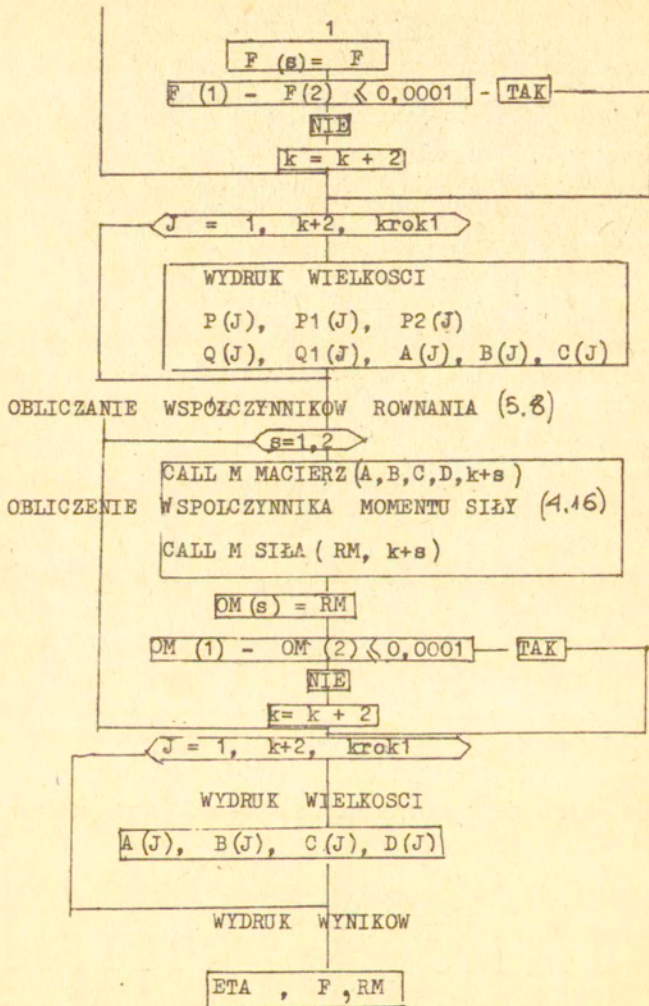 1
F (s) = F
F (1) - F(2) ⩽ 0,0001 - TAK
NIE
k = k + 2
J = 1, k+2, krok1
WYDRUK WIELKOSCI
P(J), P1(J), P2(J)
Q(J), Q1(J), A(J), B(J), C(J)
OBLICZANIE WSPÓŁCZYNNIKÓW ROWNANIA (5.8)
s=1,2
CALL M MACIERZ(A,B,C,D,k+s)
OBLICZENIE WSPOLCZYNNIKA MOMENTU SIŁY (4.16)
CALL M SIŁA ( RM, k+s)
OM(s) = RM
OM (1) - OM (2) ⩽ 0,0001 - TAK
NIE
k= k + 2
J = 1, k+2, krok1
WYDRUK WIELKOSCI
A(J), B(J), C(J), D(J)
WYDRUK WYNIKOW
ETA , F ,RM